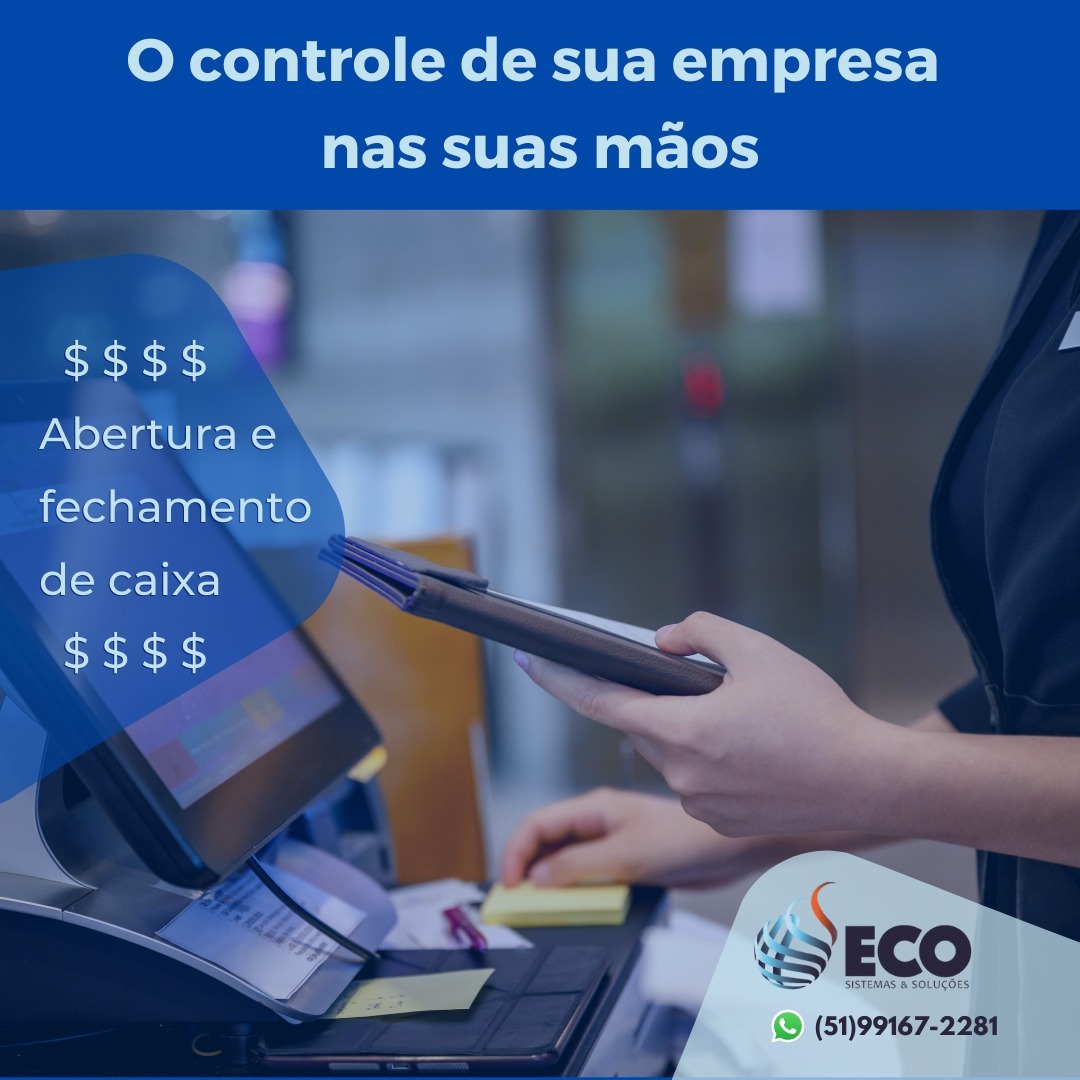 O controle de sua empresa
nas suas mãos
$ $ $ $
Abertura e
fechamento
de caixa
$ $ $ $
ECO
SISTEMAS & SOLUÇÕES
(51)99167-2281